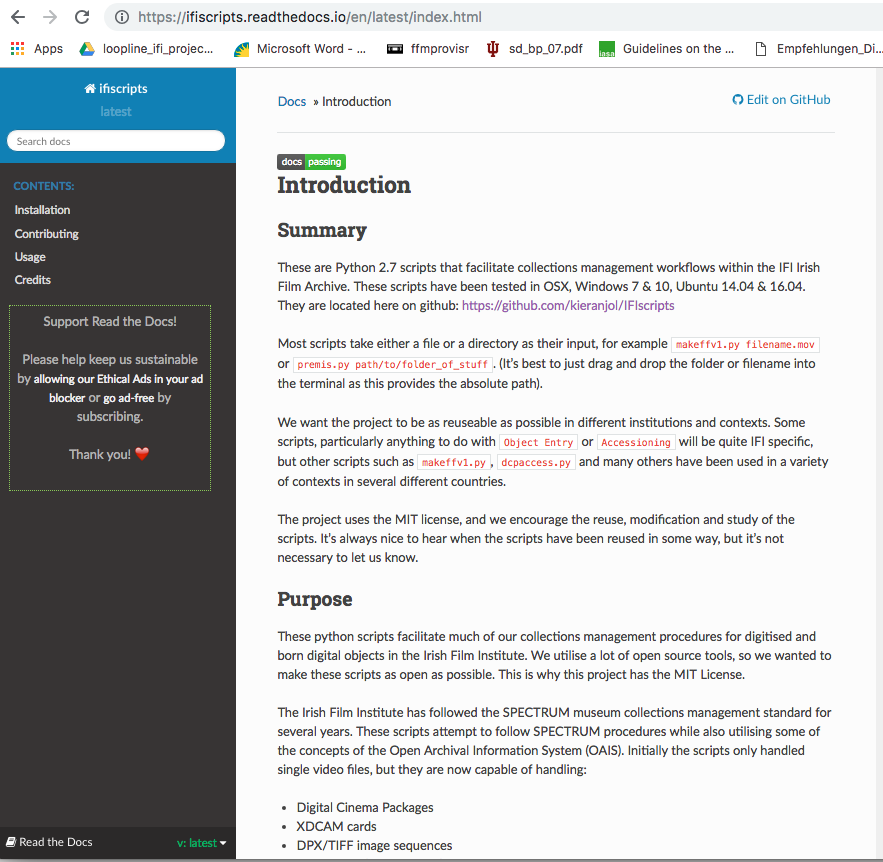 https://ifiscripts.readthedocs.io/en/latest/index.html
Apps loopline_ifi_projec... Microsoft Word - ... ffmprovisr sd_bp_07.pdf iasa Guidelines on the ... Empfehlungen_Di...
ifiscripts
latest
Search docs
CONTENTS:
Installation
Contributing
Usage
Credits
Support Read the Docs!
Please help keep us sustainable
by allowing our Ethical Ads in your ad
blocker or go ad-free by
subscribing.
Thank you! ❤️
Read the Docs v: latest
Docs » Introduction Edit on GitHub
docs passing
Introduction
Summary
These are Python 2.7 scripts that facilitate collections management workflows within the IFI Irish
Film Archive. These scripts have been tested in OSX, Windows 7 & 10, Ubuntu 14.04 & 16.04.
They are located here on github: https://github.com/kieranjol/IFIscripts
Most scripts take either a file or a directory as their input, for example makeffv1.py filename.mov
or premis.py path/to/folder_of_stuff . (It's best to just drag and drop the folder or filename into
the terminal as this provides the absolute path).
We want the project to be as reuseable as possible in different institutions and contexts. Some
scripts, particularly anything to do with Object Entry or Accessioning will be quite IFI specific,
but other scripts such as makeffv1.py , dcpaccess.py and many others have been used in a variety
of contexts in several different countries.
The project uses the MIT license, and we encourage the reuse, modification and study of the
scripts. It's always nice to hear when the scripts have been reused in some way, but it's not
necessary to let us know.
Purpose
These python scripts facilitate much of our collections management procedures for digitised and
born digital objects in the Irish Film Institute. We utilise a lot of open source tools, so we wanted to
make these scripts as open as possible. This is why this project has the MIT License.
The Irish Film Institute has followed the SPECTRUM museum collections management standard for
several years. These scripts attempt to follow SPECTRUM procedures while also utilising some of
the concepts of the Open Archival Information System (OAIS). Initially the scripts only handled
single video files, but they are now capable of handling:
• Digital Cinema Packages
• XDCAM cards
• DPX/TIFF image sequences